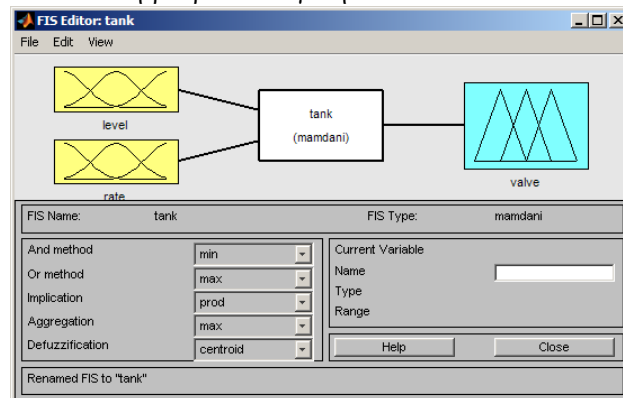 FIS Editor: tank
File Edit View
level
tank
(mamdani)
rate
valve
FIS Name: tank FIS Type: mamdani
And method min
Or method max
Implication prod
Aggregation max
Defuzzification centroid
Current Variable
Name
Type
Range
Help Close
Renamed FIS to "tank"